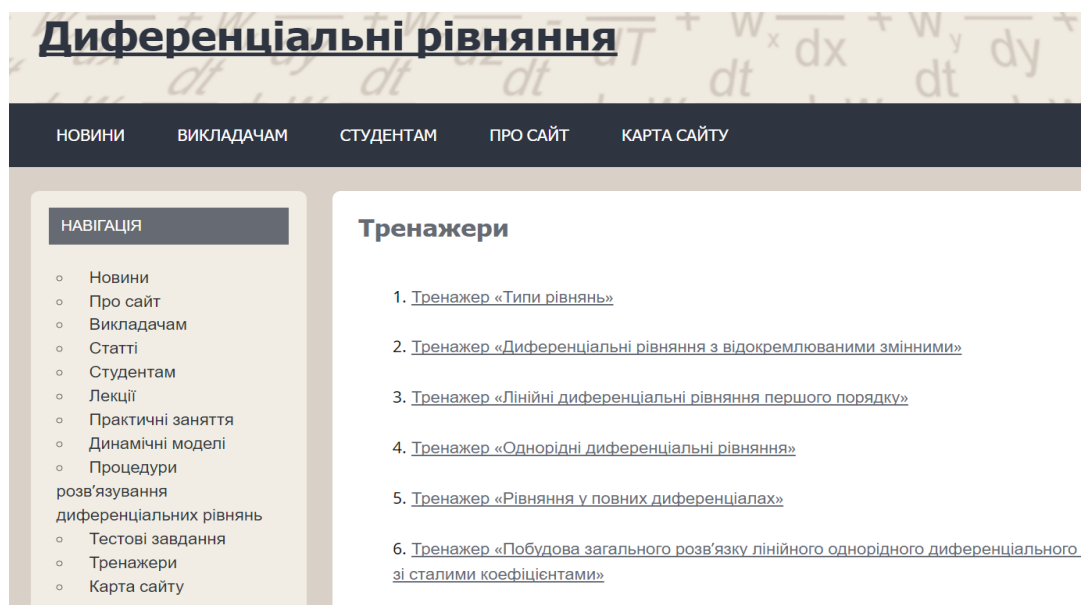 Диференціальні рівняння
НОВИНИ ВИКЛАДАЧАМ СТУДЕНТАМ ПРО САЙТ КАРТА САЙТУ
НАВІГАЦІЯ
Новини
Про сайт
Викладачам
Статті
Студентам
Лекції
Практичні заняття
Динамічні моделі
Процедури
розв'язування
диференціальних рівнянь
Тестові завдання
Тренажери
Карта сайту
Тренажери
1. Тренажер «Типи рівнянь»
2. Тренажер «Диференціальні рівняння з відокремлюваними змінними»
3. Тренажер «Лінійні диференціальні рівняння першого порядку»
4. Тренажер «Однорідні диференціальні рівняння»
5. Тренажер «Рівняння у повних диференціалах»
6. Тренажер «Побудова загального розв'язку лінійного однорідного диференціального
зі сталими коефіцієнтами»